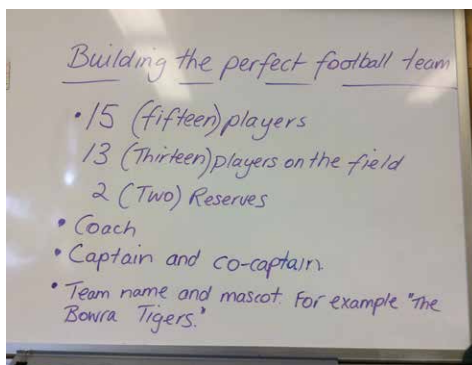 Building the perfect football team
• 15 (fifteen) players
13 (Thirteen) players on the field
2 (Two) Reserves
• Coach
• Captain and co-captain
• Team name and mascot. For example "The
Bowra Tigers."